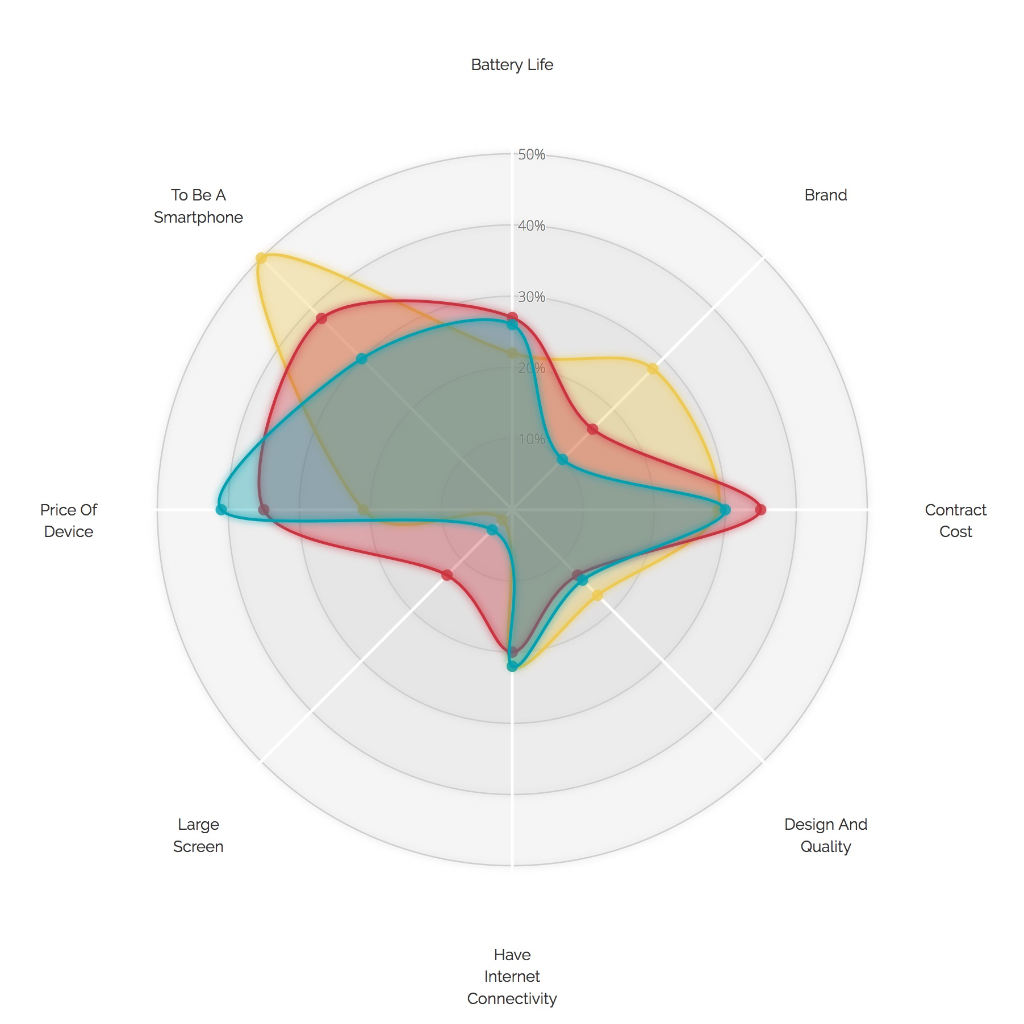 Battery Life
50%
To Be A
Smartphone
Brand
40%
30%
20%
10%
Price Of
Device
Contract
Cost
Large
Screen
Design And
Quality
Have
Internet
Connectivity